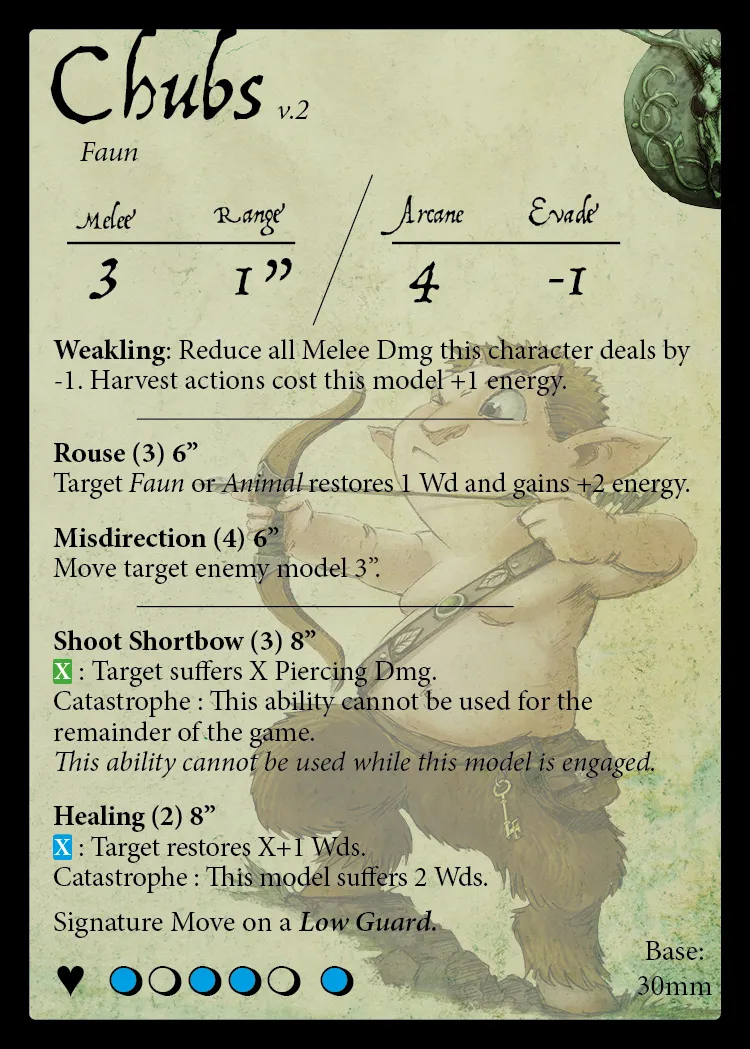 Chubs v.2
Faun
Melee Range Arcane Evade
3 1” 4 -1
Weakling: Reduce all Melee Dmg this character deals by
-1. Harvest actions cost this model +1 energy.
Rouse (3) 6”
Target Faun or Animal restores 1 Wd and gains +2 energy.
Misdirection (4) 6”
Move target enemy model 3”.
Shoot Shortbow (3) 8”
X : Target suffers X Piercing Dmg.
Catastrophe : This ability cannot be used for the
remainder of the game.
This ability cannot be used while this model is engaged.
Healing (2) 8”
X : Target restores X+1 Wds.
Catastrophe : This model suffers 2 Wds.
Signature Move on a Low Guard.
Base:
30mm